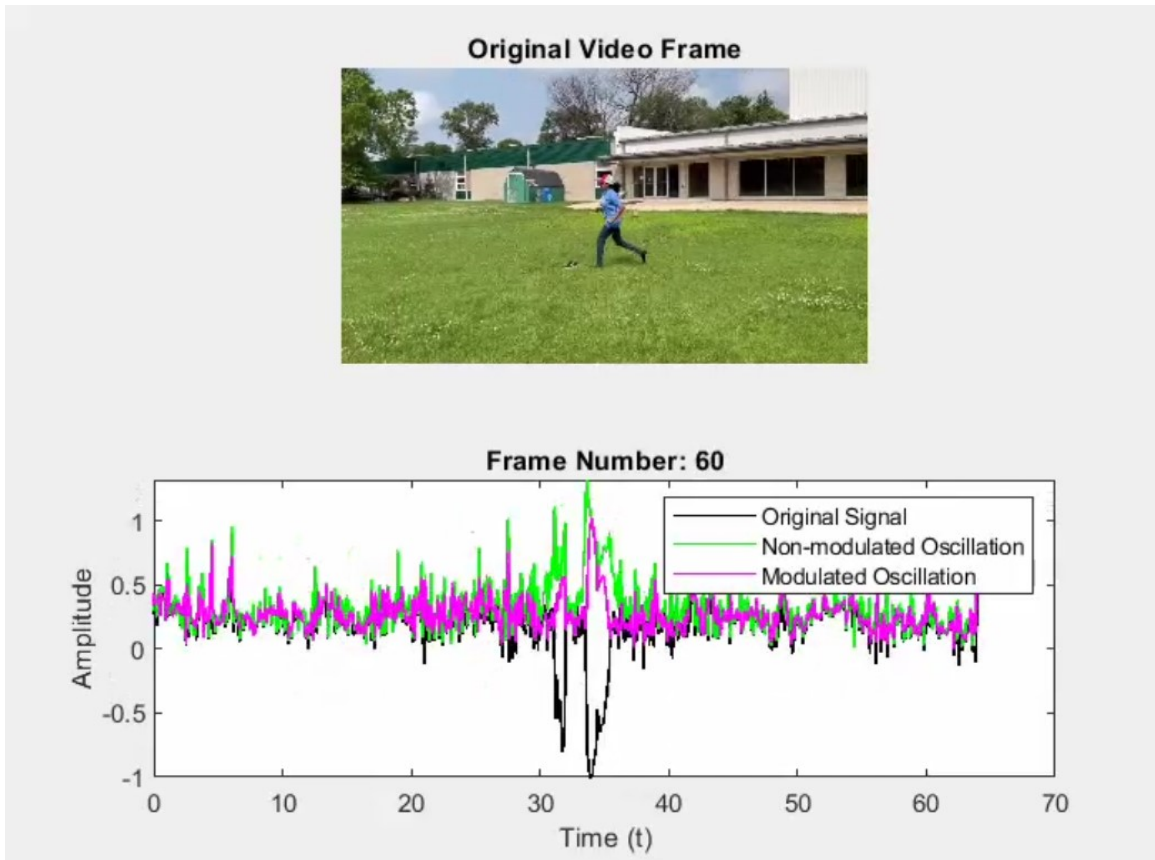 Original Video Frame
Frame Number: 60
Original Signal
Non-modulated Oscillation
Modulated Oscillation
Amplitude
1
0.5
0
-0.5
-1
0 10 20 30 40 50 60 70
Time (t)